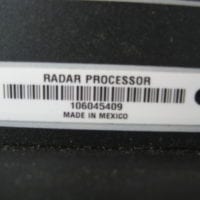 RADAR PROCESSOR
106045409
MADE IN MEXICO